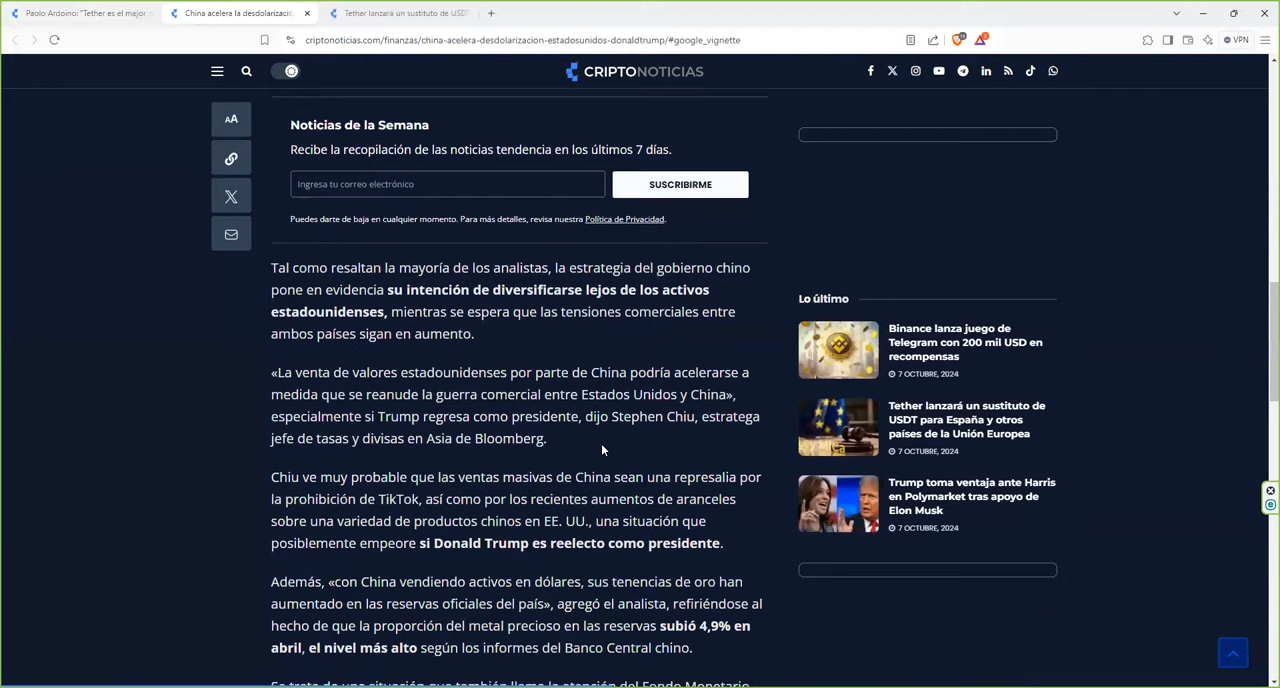 Paolo Ardoino: "Tether es el mejor
China acelera la desdolarizació
Tether lanzará un sustituto de USDT
criptonoticias.com/finanzas/china-acelera-desdolarizacion-estadosunidos-donaldtrump/#google_vignette
VPN
CRIPTONOTICIAS
AA
Noticias de la Semana
Recibe la recopilación de las noticias tendencia en los últimos 7 días.
Ingresa tu correo electrónico
SUSCRIBIRME
Puedes darte de baja en cualquier momento. Para más detalles, revisa nuestra Política de Privacidad.
Tal como resaltan la mayoría de los analistas, la estrategia del gobierno chino
pone en evidencia su intención de diversificarse lejos de los activos
estadounidenses, mientras se espera que las tensiones comerciales entre
ambos países sigan en aumento.
«La venta de valores estadounidenses por parte de China podría acelerarse a
medida que se reanude la guerra comercial entre Estados Unidos y China»,
especialmente si Trump regresa como presidente, dijo Stephen Chiu, estratega
jefe de tasas y divisas en Asia de Bloomberg.
Chiu ve muy probable que las ventas masivas de China sean una represalia por
la prohibición de TikTok, así como por los recientes aumentos de aranceles
sobre una variedad de productos chinos en EE. UU., una situación que
posiblemente empeore si Donald Trump es reelecto como presidente.
Además, «con China vendiendo activos en dólares, sus tenencias de oro han
aumentado en las reservas oficiales del país», agregó el analista, refiriéndose al
hecho de que la proporción del metal precioso en las reservas subió 4,9% en
abril, el nivel más alto según los informes del Banco Central chino.
Se trata de una situación que también llama la atención del Fondo Monetario
Lo último
Binance lanza juego de
Telegram con 200 mil USD en
recompensas
7 OCTUBRE, 2024
Tether lanzará un sustituto de
USDT para España y otros
países de la Unión Europea
7 OCTUBRE, 2024
Trump toma ventaja ante Harris
en Polymarket tras apoyo de
Elon Musk
7 OCTUBRE, 2024